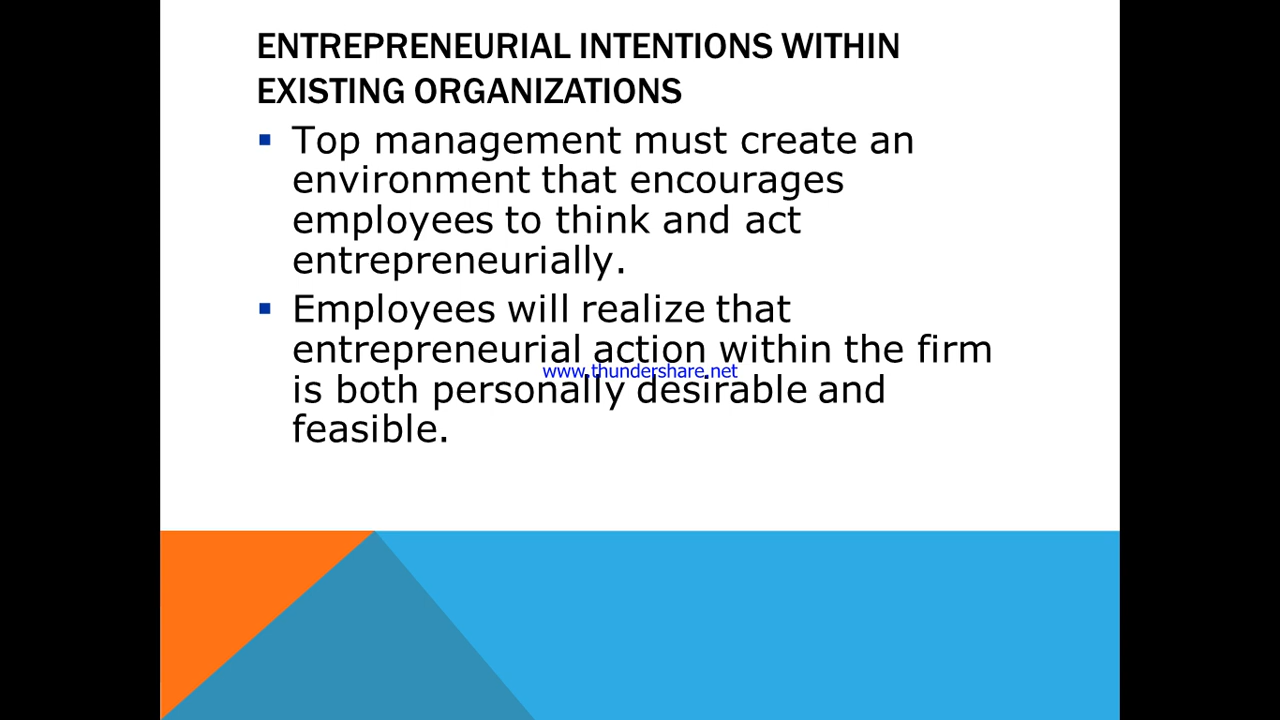 ENTREPRENEURIAL INTENTIONS WITHIN
EXISTING ORGANIZATIONS
▪ Top management must create an
environment that encourages
employees to think and act
entrepreneurially.
▪ Employees will realize that
entrepreneurial action within the firm
www.thundershare.net
is both personally desirable and
feasible.